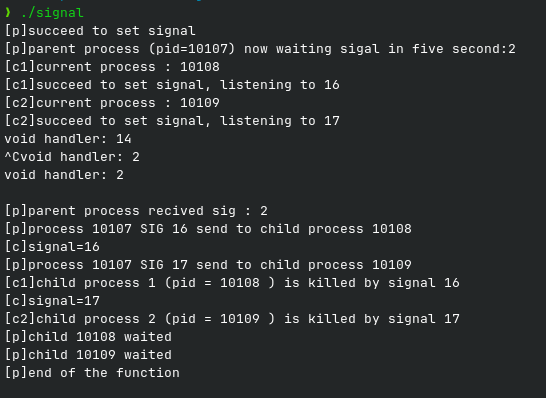 ❯ ./signal
[p]succeed to set signal
[p]parent process (pid=10107) now waiting sigal in five second:2
[c1]current process : 10108
[c1]succeed to set signal, listening to 16
[c2]current process : 10109
[c2]succeed to set signal, listening to 17
void handler: 14
^Cvoid handler: 2
void handler: 2
[p]parent process recived sig : 2
[p]process 10107 SIG 16 send to child process 10108
[c]signal=16
[p]process 10107 SIG 17 send to child process 10109
[c1]child process 1 (pid = 10108 ) is killed by signal 16
[c]signal=17
[c2]child process 2 (pid = 10109 ) is killed by signal 17
[p]child 10108 waited
[p]child 10109 waited
[p]end of the function